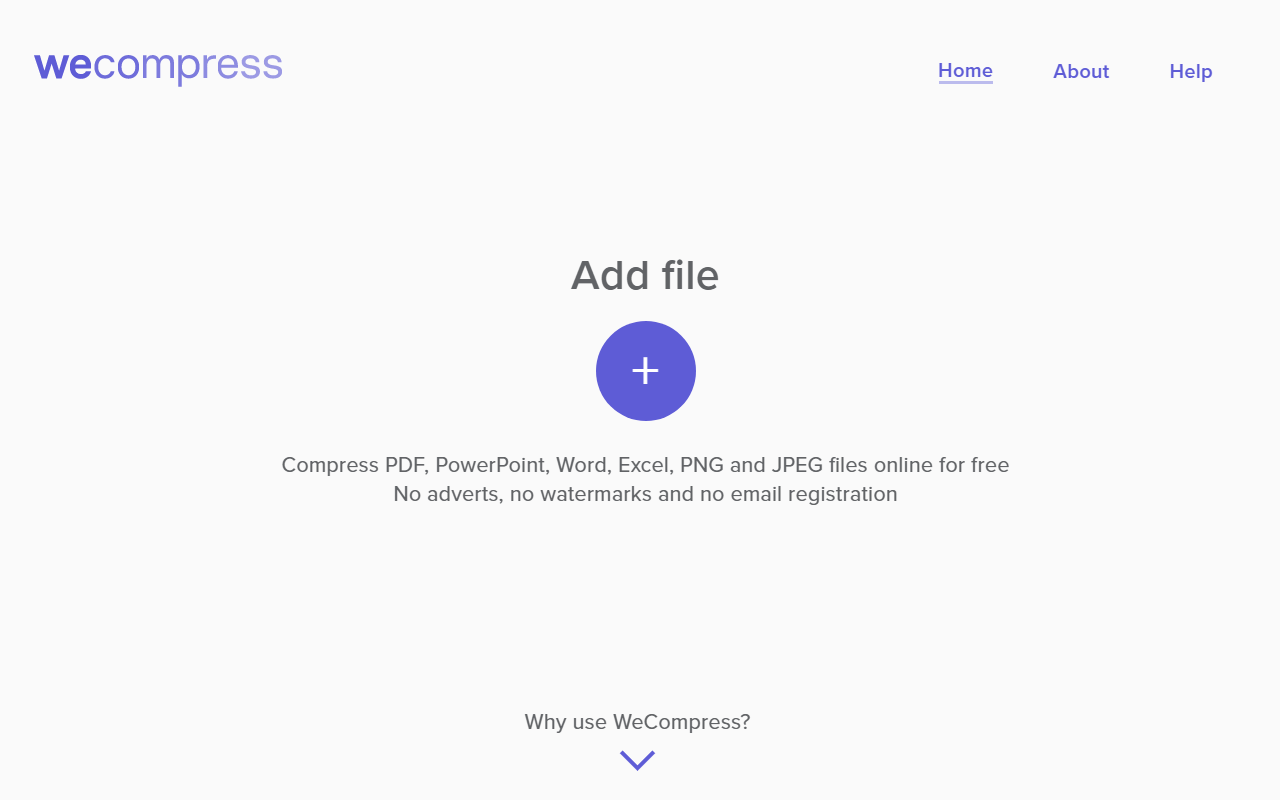 wecompress
Home
About
Help
Add file
Compress PDF, PowerPoint, Word, Excel, PNG and JPEG files online for free
No adverts, no watermarks and no email registration
Why use WeCompress?